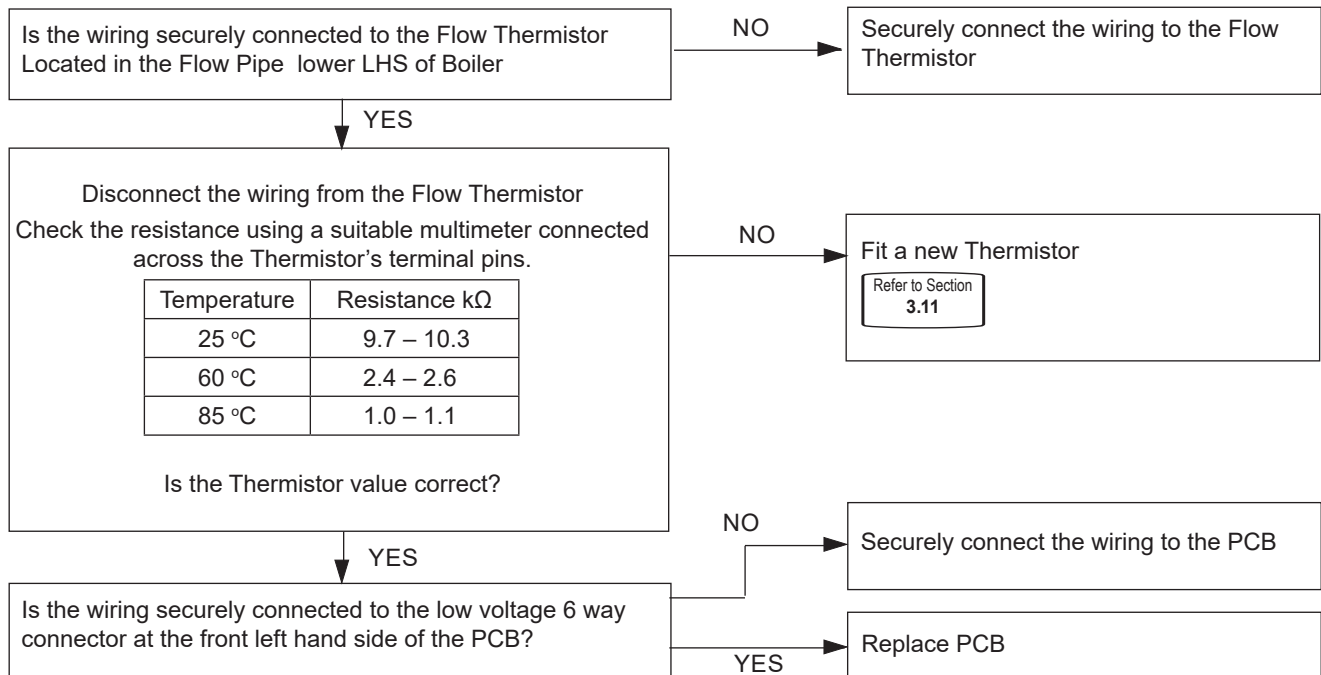 Is the wiring securely connected to the Flow Thermistor
Located in the Flow Pipe lower LHS of Boiler
NO
Securely connect the wiring to the Flow
Thermistor
YES
Disconnect the wiring from the Flow Thermistor
Check the resistance using a suitable multimeter connected
across the Thermistor’s terminal pins.
Temperature Resistance kΩ
25 °C 9.7 – 10.3
60 °C 2.4 – 2.6
85 °C 1.0 – 1.1
Is the Thermistor value correct?
NO
Fit a new Thermistor
Refer to Section
3.11
YES
Is the wiring securely connected to the low voltage 6 way
connector at the front left hand side of the PCB?
NO
Securely connect the wiring to the PCB
YES
Replace PCB